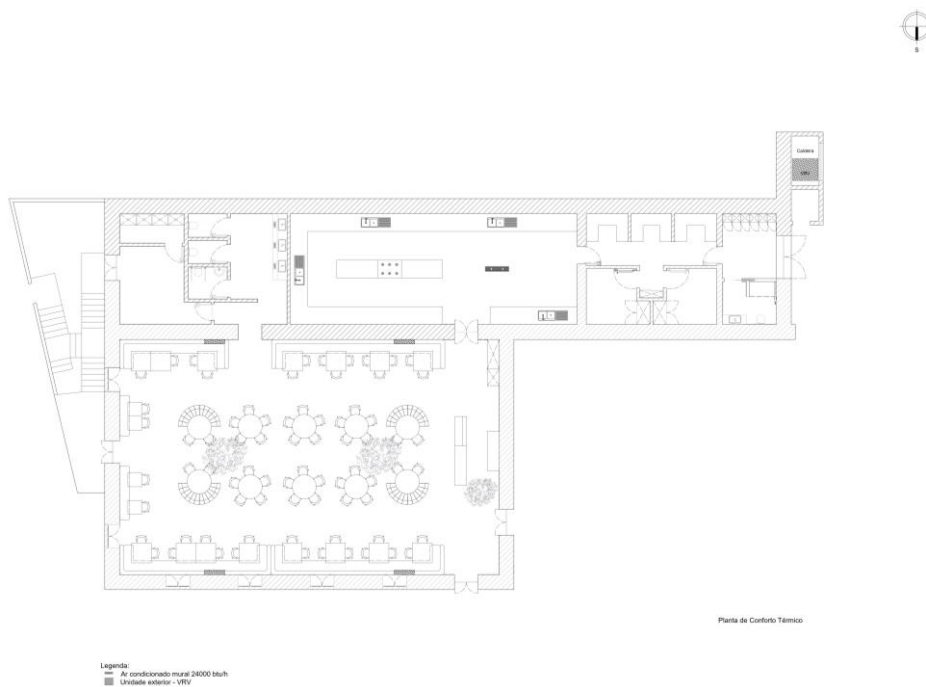 S
Caldeira
VRV
Planta de Conforto Térmico
Legenda:
Ar condicionado mural 24000 btu/h
Unidade exterior - VRV